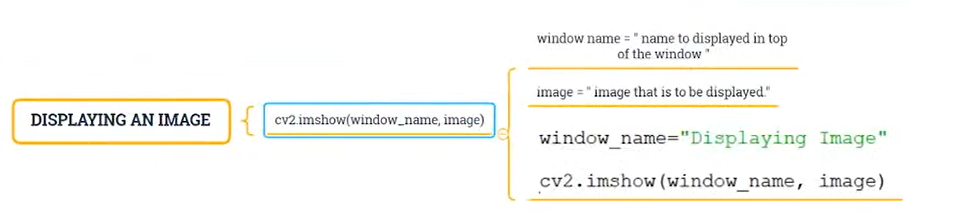 DISPLAYING AN IMAGE
cv2.imshow(window_name, image)
window name = " name to displayed in top
of the window "
image = " image that is to be displayed."
window_name="Displaying Image"
cv2.imshow(window_name, image)